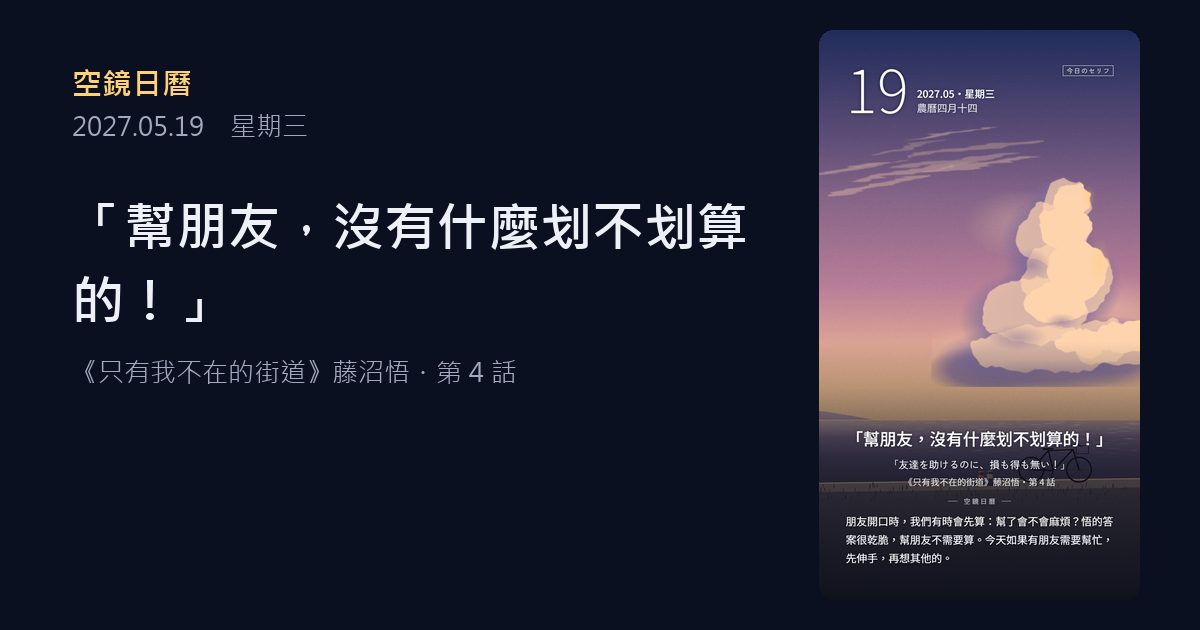 空鏡日曆
2027.05.19 星期三
「幫朋友，沒有什麼划不划算
的！」
《只有我不在的街道》藤沼悟．第 4 話
19
2027.05・星期三
農曆四月十四
今日のセリフ
「幫朋友，沒有什麼划不划算的！」
「友達を助けるのに、損も得も無い！」
《只有我不在的街道》藤沼悟・第 4 話
— 空鏡日曆 —
朋友開口時，我們有時會先算：幫了會不會麻煩？悟的答
案很乾脆，幫朋友不需要算。今天如果有朋友需要幫忙，
先伸手，再想其他的。